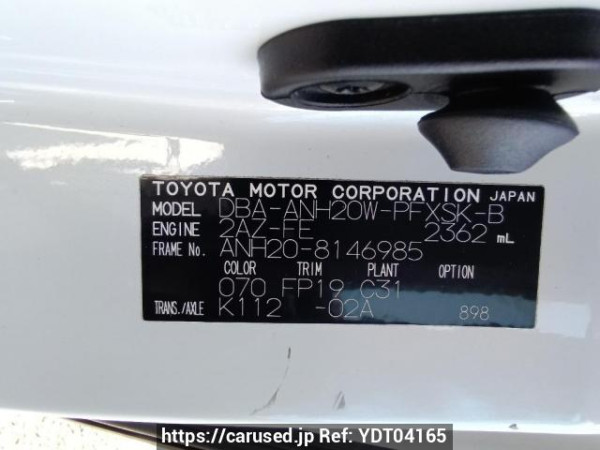 TOYOTA MOTOR CORPORATION JAPAN
MODEL DBA-ANH20W-PFXSK-B
ENGINE 2AZ-FE 2362 mL
FRAME No. ANH20-8146985
COLOR TRIM PLANT OPTION
070 FP19 C31
TRANS./AXLE K112 -02A 898
https://carused.jp Ref: YDT04165